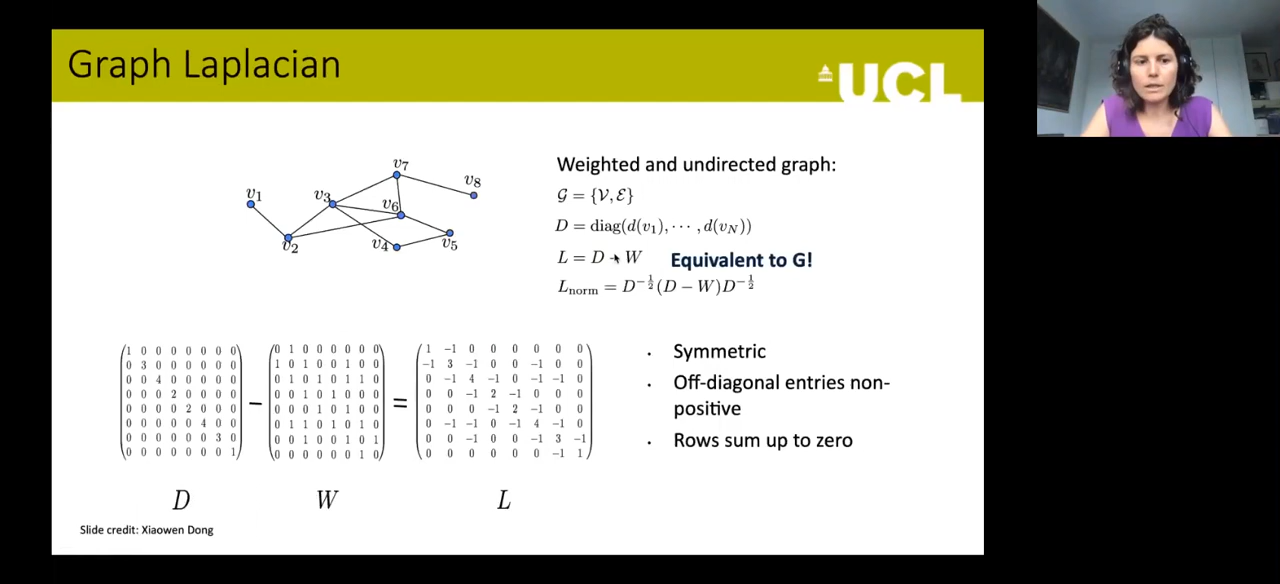 Graph Laplacian
UCL
v1
v2
v3
v4
v5
v6
v7
v8
Weighted and undirected graph:
𝒢 = {𝒱, ℰ}
D = diag(d(v1), ⋯ , d(vN))
L = D - W Equivalent to G!
Lnorm = D^{-1/2}(D − W)D^{-1/2}
1 0 0 0 0 0 0 0
0 3 0 0 0 0 0 0
0 0 4 0 0 0 0 0
0 0 0 2 0 0 0 0
0 0 0 0 2 0 0 0
0 0 0 0 0 4 0 0
0 0 0 0 0 0 3 0
0 0 0 0 0 0 0 1
−
0 1 0 0 0 0 0 0
1 0 1 0 0 1 0 0
0 1 0 1 0 1 1 0
0 0 1 0 1 0 0 0
0 0 0 1 0 1 0 0
0 1 1 0 1 0 1 0
0 0 1 0 0 1 0 1
0 0 0 0 0 0 1 0
=
1 −1 0 0 0 0 0 0
−1 3 −1 0 0 −1 0 0
0 −1 4 −1 0 −1 −1 0
0 0 −1 2 −1 0 0 0
0 0 0 −1 2 −1 0 0
0 −1 −1 0 −1 4 −1 0
0 0 −1 0 0 −1 3 −1
0 0 0 0 0 0 −1 1
D
W
L
· Symmetric
· Off-diagonal entries non-
positive
· Rows sum up to zero
Slide credit: Xiaowen Dong